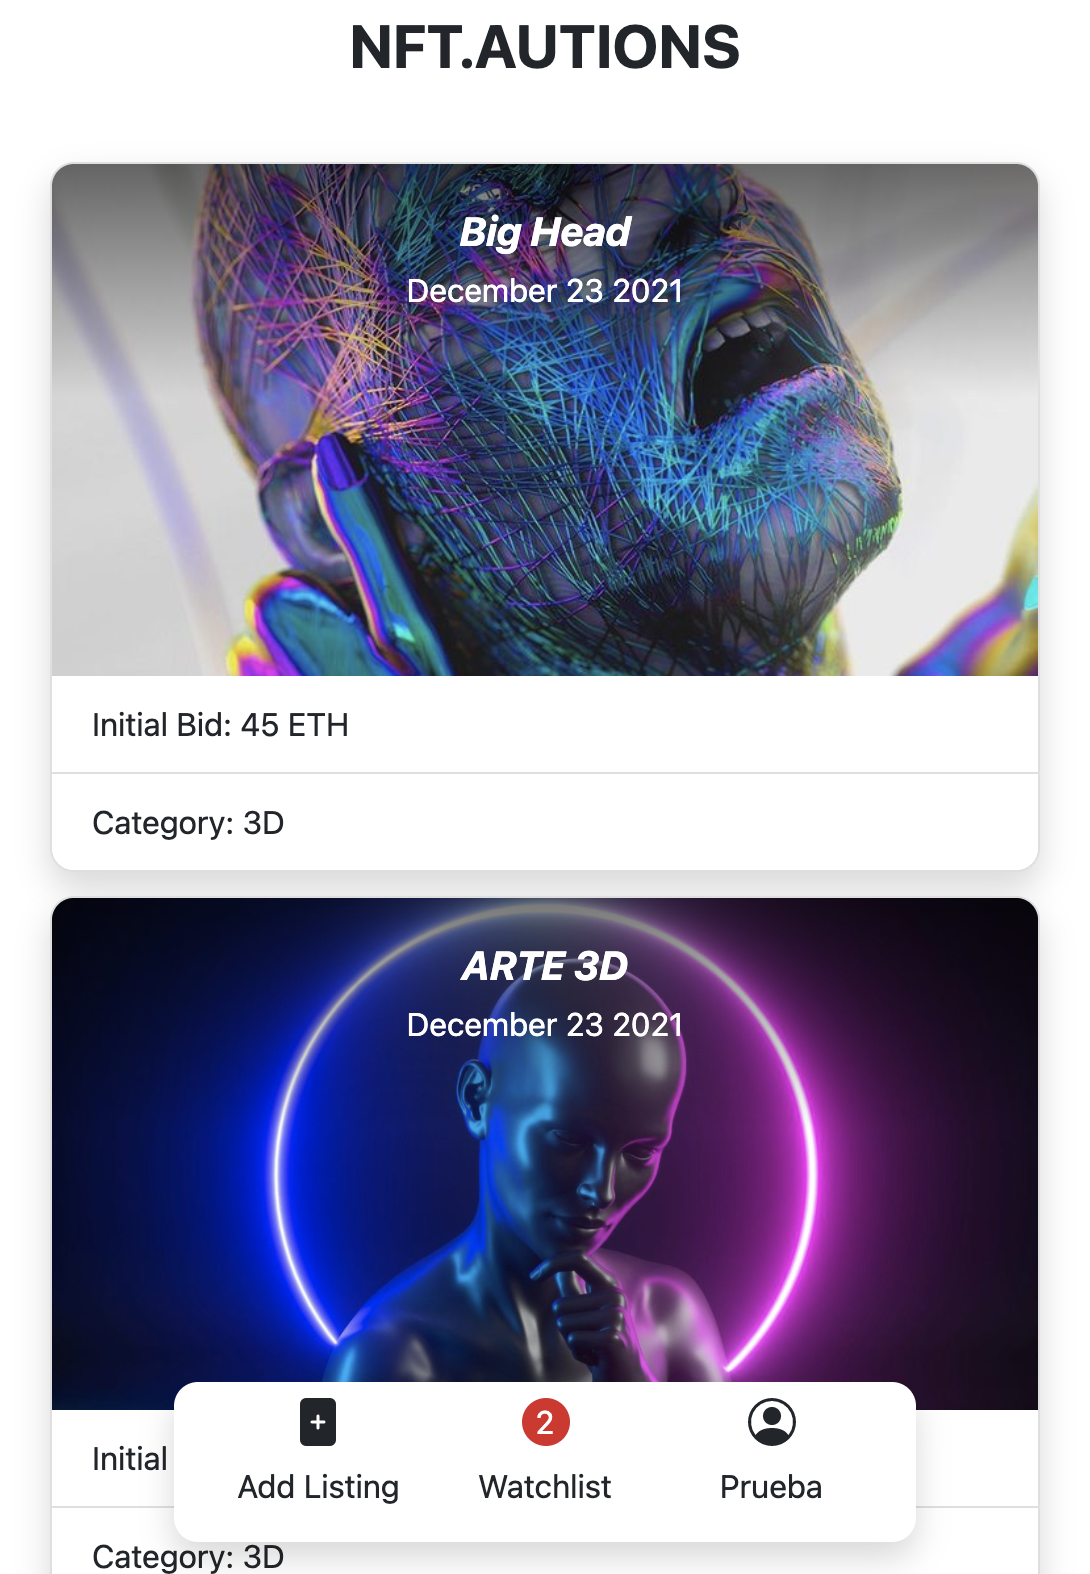 NFT.AUTIONS
Big Head
December 23 2021
Initial Bid: 45 ETH
Category: 3D
ARTE 3D
December 23 2021
Initial
Category: 3D
+
2
Add Listing
Watchlist
Prueba